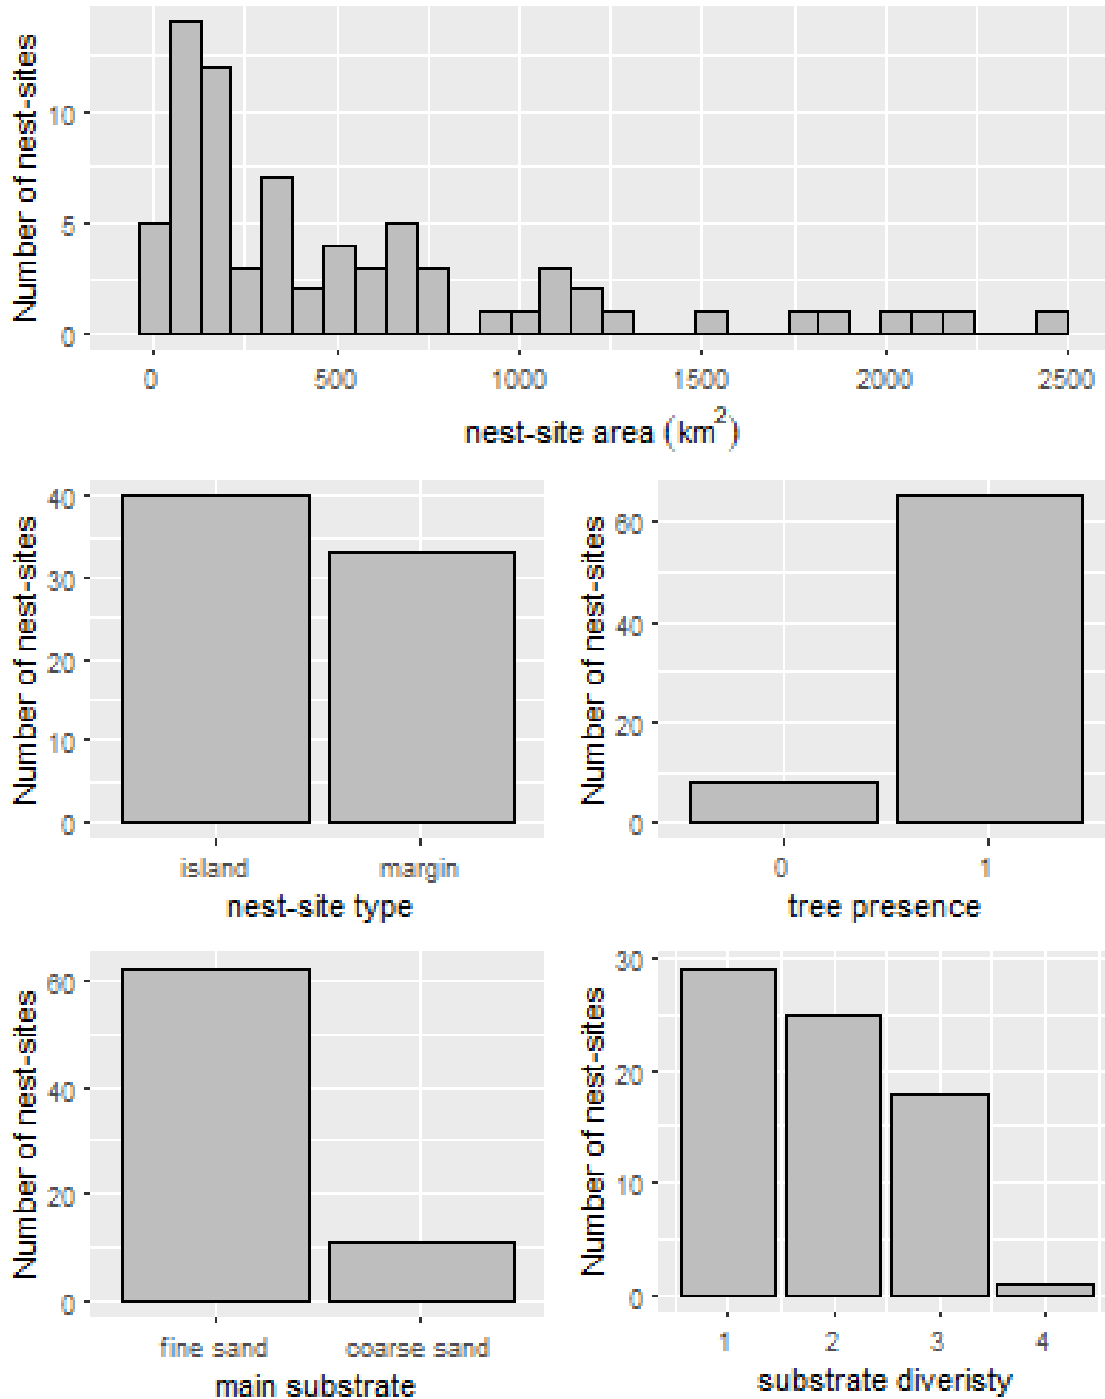 Number of nest-sites
10
5
0
0 500 1000 1500 2000 2500
nest-site area (km²)
Number of nest-sites
40
30
20
10
0
island margin
nest-site type
Number of nest-sites
60
40
20
0
0 1
tree presence
Number of nest-sites
60
40
20
0
fine sand coarse sand
main substrate
Number of nest-sites
30
20
10
0
1 2 3 4
substrate diveristy